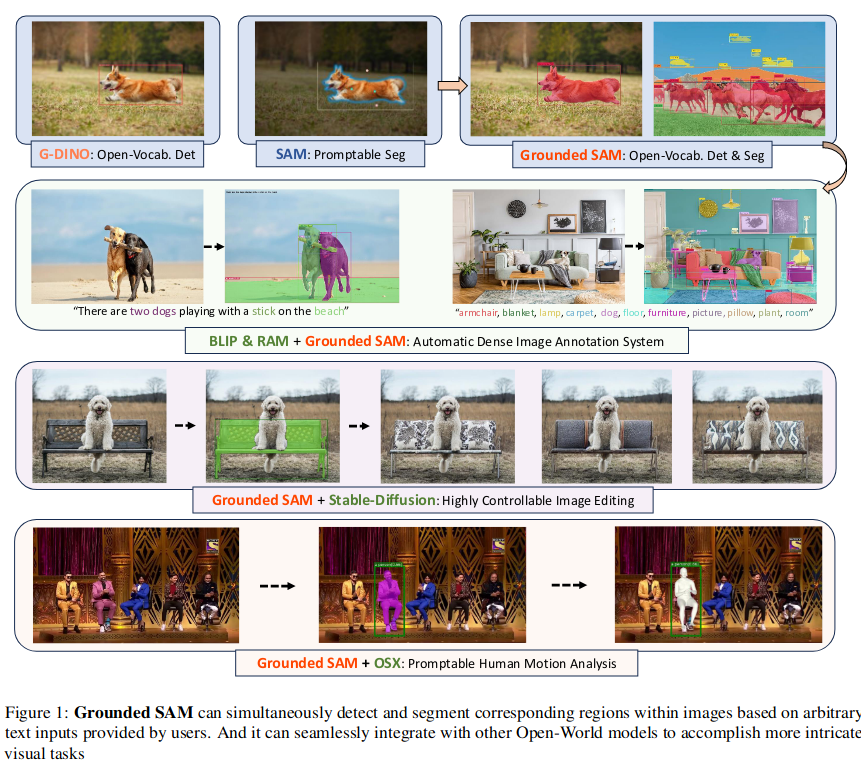 G-DINO: Open-Vocab. Det
SAM: Promptable Seg
Grounded SAM: Open-Vocab. Det & Seg
"There are two dogs playing with a stick on the beach"
"armchair, blanket, lamp, carpet, dog, floor, furniture, picture, pillow, plant, room"
BLIP & RAM + Grounded SAM: Automatic Dense Image Annotation System
Grounded SAM + Stable-Diffusion: Highly Controllable Image Editing
SONY
Grounded SAM + OSX: Promptable Human Motion Analysis
Figure 1: Grounded SAM can simultaneously detect and segment corresponding regions within images based on arbitrary
text inputs provided by users. And it can seamlessly integrate with other Open-World models to accomplish more intricate
visual tasks